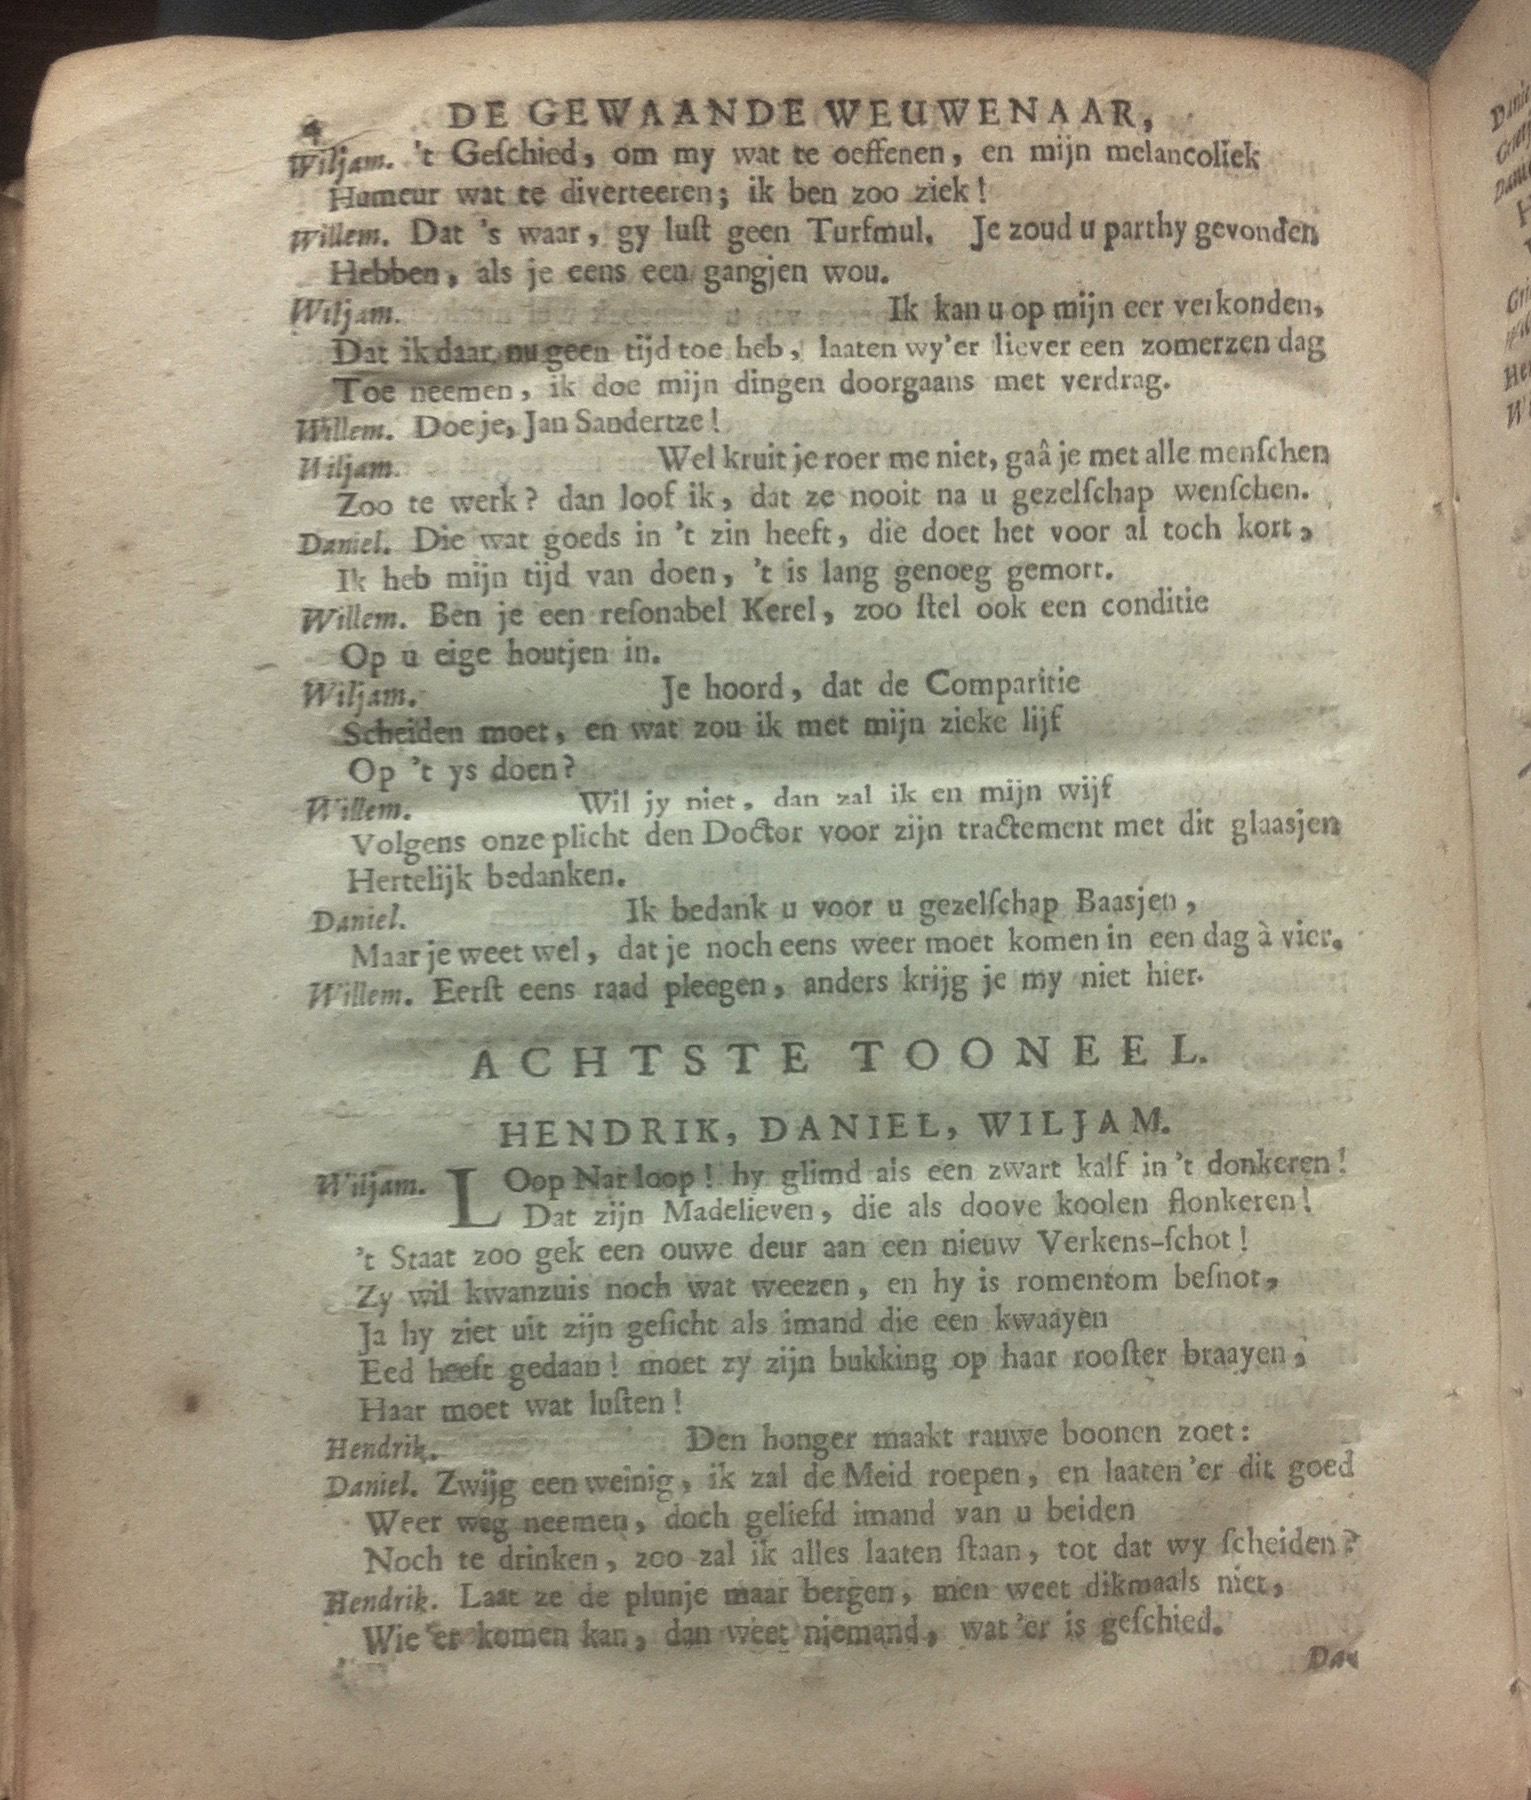 4 DE GEWAANDE WEUWENAAR,
Wiljam. 't Geſchied, om my wat te oeffenen, en mijn melancoliek
Humeur wat te diverteeren; ik ben zoo ziek!
Willem. Dat 's waar, gy luſt geen Turfmul. Je zoud u parthy gevonden
Hebben, als je eens een gangjen wou.
Wiljam. Ik kan u op mijn eer verkonden,
Dat ik daar nu geen tijd toe heb, laaten wy'er liever een zomerzen dag
Toe neemen, ik doe mijn dingen doorgaans met verdrag.
Willem. Doe je, Jan Sandertze!
Wiljam. Wel kruit je roer me niet, gaâ je met alle menſchen
Zoo te werk? dan loof ik, dat ze nooit na u gezelſchap wenſchen.
Daniel. Die wat goeds in 't zin heeft, die doet het voor al toch kort,
Ik heb mijn tijd van doen, 't is lang genoeg gemort.
Willem. Ben je een reſonabel Kerel, zoo ſtel ook een conditie
Op u eige houtjen in.
Wiljam. Je hoord, dat de Comparitie
Scheiden moet, en wat zou ik met mijn zieke lijf
Op 't ys doen?
Willem. Wil jy niet, dan zal ik en mijn wijf
Volgens onze plicht den Doctor voor zijn tractement met dit glaasjen
Hertelijk bedanken.
Daniel. Ik bedank u voor u gezelſchap Baasjen,
Maar je weet wel, dat je noch eens weer moet komen in een dag à vier.
Willem. Eerſt eens raad pleegen, anders krijg je my niet hier.
ACHTSTE TOONEEL.
HENDRIK, DANIEL, WILJAM.
Wiljam. LOop Nar loop! hy glimd als een zwart kalf in 't donkeren!
Dat zijn Madelieven, die als doove koolen flonkeren!
't Staat zoo gek een ouwe deur aan een nieuw Verkens-ſchot!
Zy wil kwanzuis noch wat weezen, en hy is romentom beſnot,
Ja hy ziet uit zijn geſicht als imand die een kwaayen
Eed heeft gedaan! moet zy zijn bukking op haar rooſter braayen,
Haar moet wat luſten!
Hendrik. Den honger maakt rauwe boonen zoet:
Daniel. Zwijg een weinig, ik zal de Meid roepen, en laaten 'er dit goed
Weer weg neemen, doch geliefd imand van u beiden
Noch te drinken, zoo zal ik alles laaten ſtaan, tot dat wy ſcheiden?
Hendrik. Laat ze de plunje maar bergen, men weet dikmaals niet,
Wie 'er komen kan, dan weet niemand, wat 'er is geſchied.